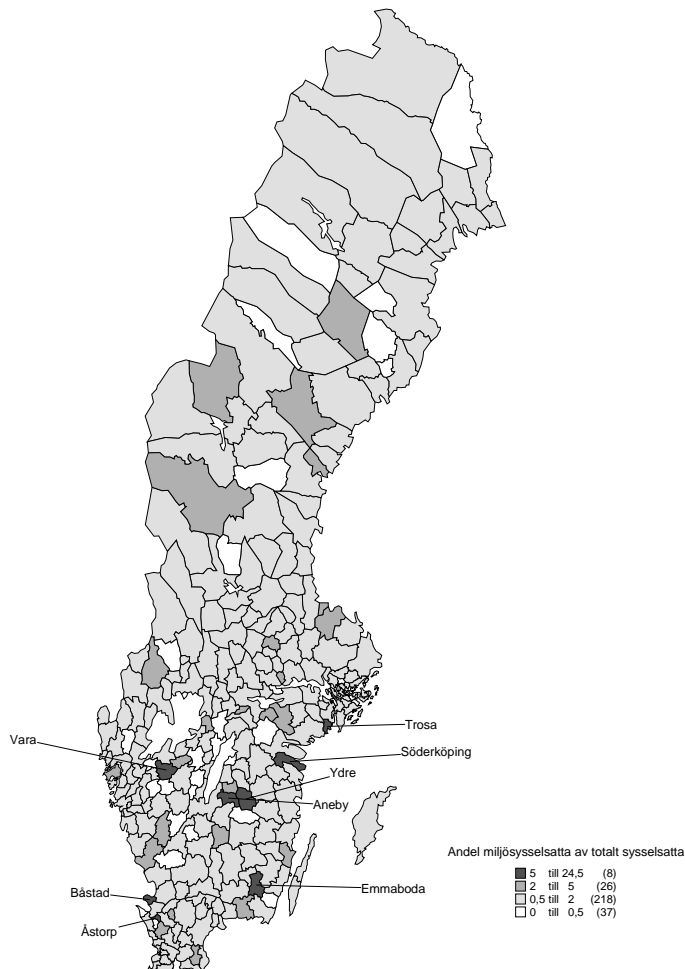 Trosa
Vara
Söderköping
Ydre
Aneby
Andel miljösysselsatta av totalt sysselsatta
5 till 24,5 (8)
2 till 5 (26)
0,5 till 2 (218)
0 till 0,5 (37)
Emmaboda
Båstad
Åstorp